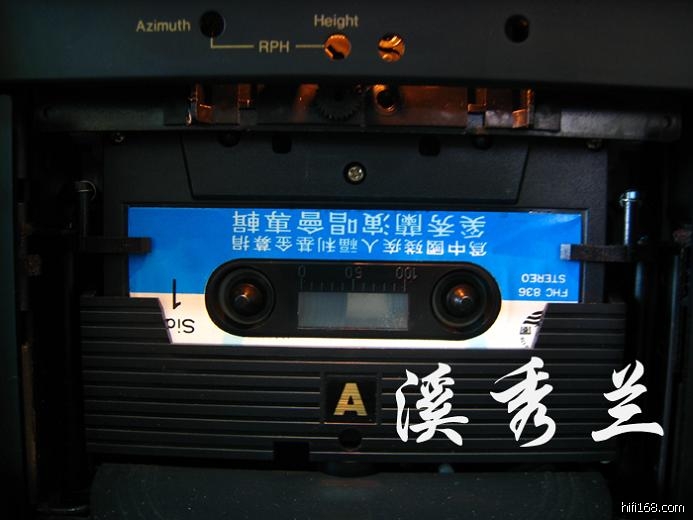 Azimuth
Height
RPH
0 50 100
Side 1
FHC 836
STEREO
為中國殘疾人福利基金募捐
奚秀蘭演唱會專輯
A
溪秀兰
hifi168.com